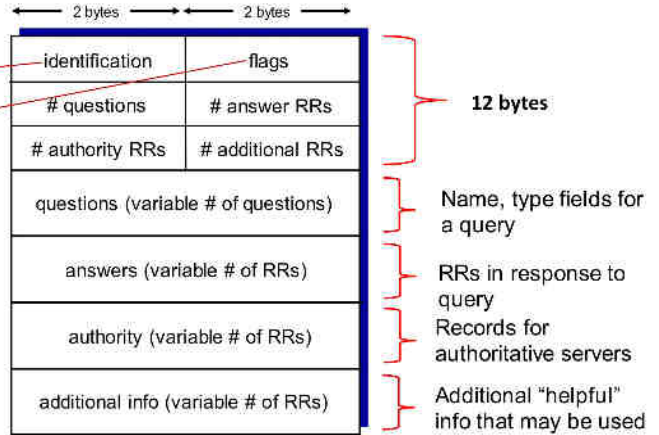 2 bytes 2 bytes
identification flags
# questions # answer RRs
# authority RRs # additional RRs
12 bytes
questions (variable # of questions)
Name, type fields for
a query
answers (variable # of RRs)
RRs in response to
query
authority (variable # of RRs)
Records for
authoritative servers
additional info (variable # of RRs)
Additional “helpful”
info that may be used